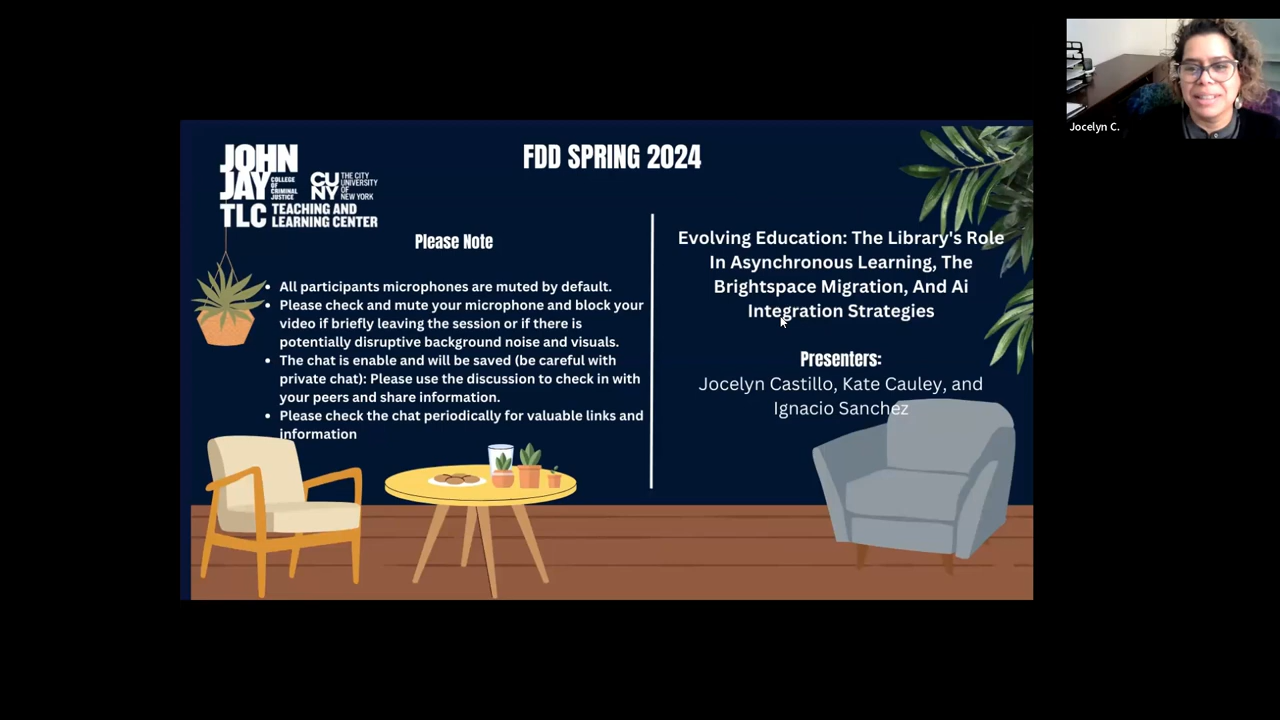 FDD SPRING 2024
JOHN
JAY
COLLEGE
OF
CRIMINAL
JUSTICE
CU
NY
THE CITY
UNIVERSITY
OF
NEW YORK
TLC
TEACHING AND
LEARNING CENTER
Please Note
All participants microphones are muted by default.
Please check and mute your microphone and block your
video if briefly leaving the session or if there is
potentially disruptive background noise and visuals.
The chat is enable and will be saved (be careful with
private chat): Please use the discussion to check in with
your peers and share information.
Please check the chat periodically for valuable links and
information
Evolving Education: The Library's Role
In Asynchronous Learning, The
Brightspace Migration, And Ai
Integration Strategies
Presenters:
Jocelyn Castillo, Kate Cauley, and
Ignacio Sanchez
Jocelyn C.